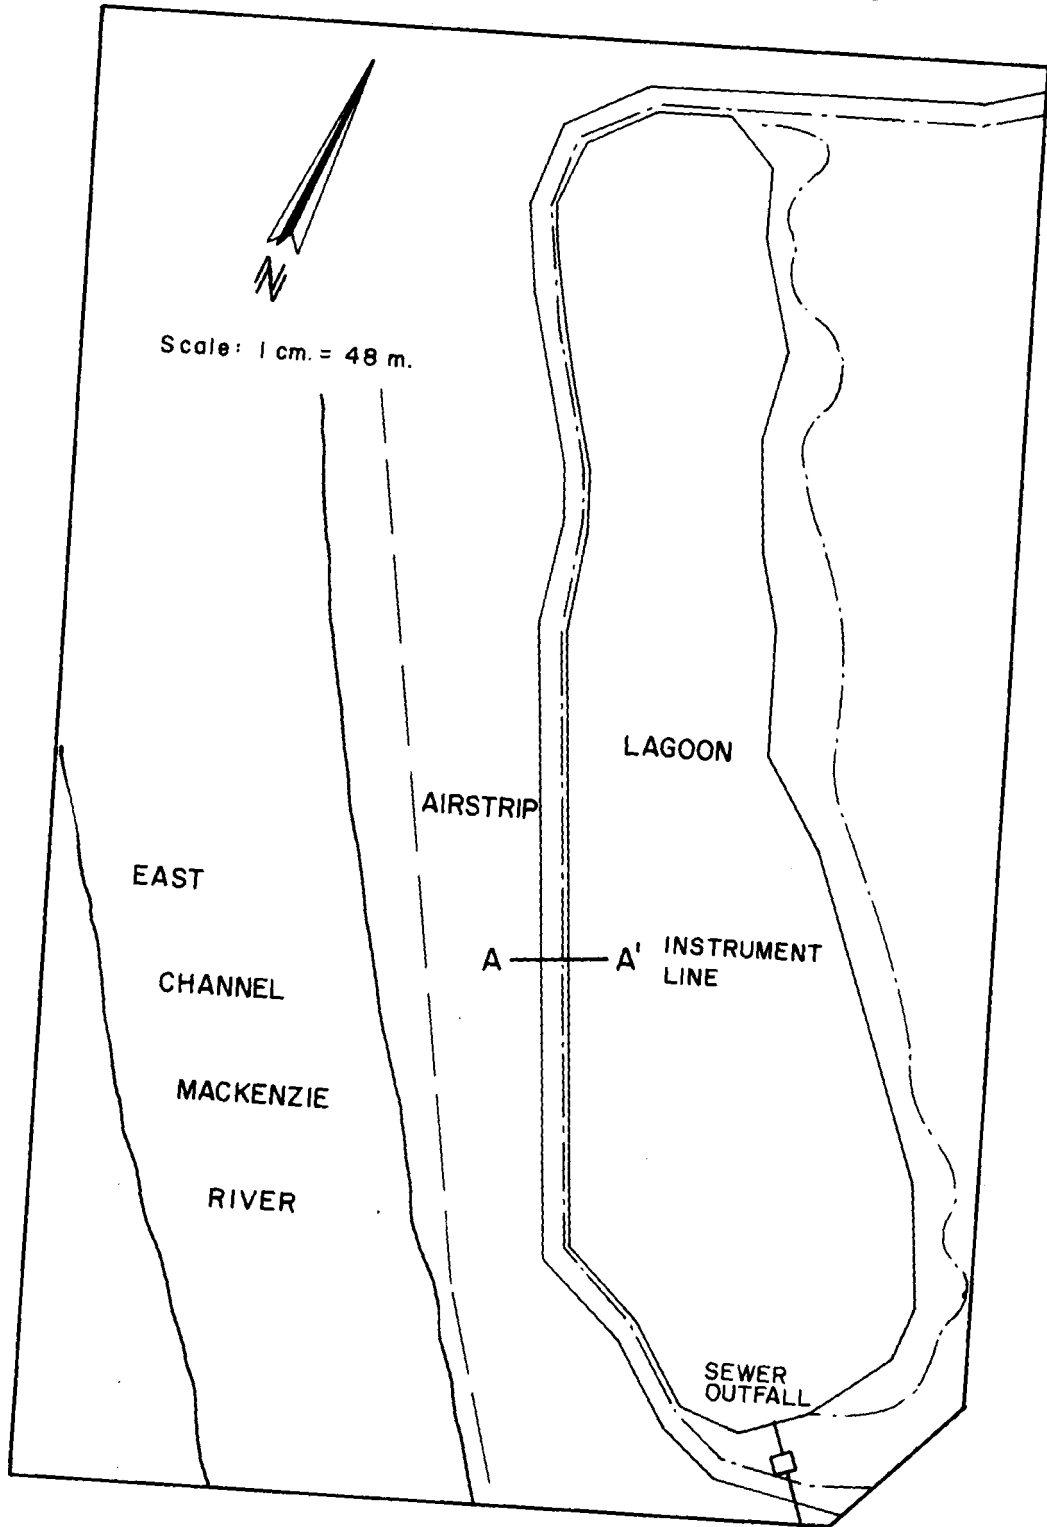 N
Scale: 1 cm. = 48 m.
LAGOON
AIRSTRIP
EAST
CHANNEL
MACKENZIE
RIVER
A
A'
INSTRUMENT
LINE
SEWER
OUTFALL